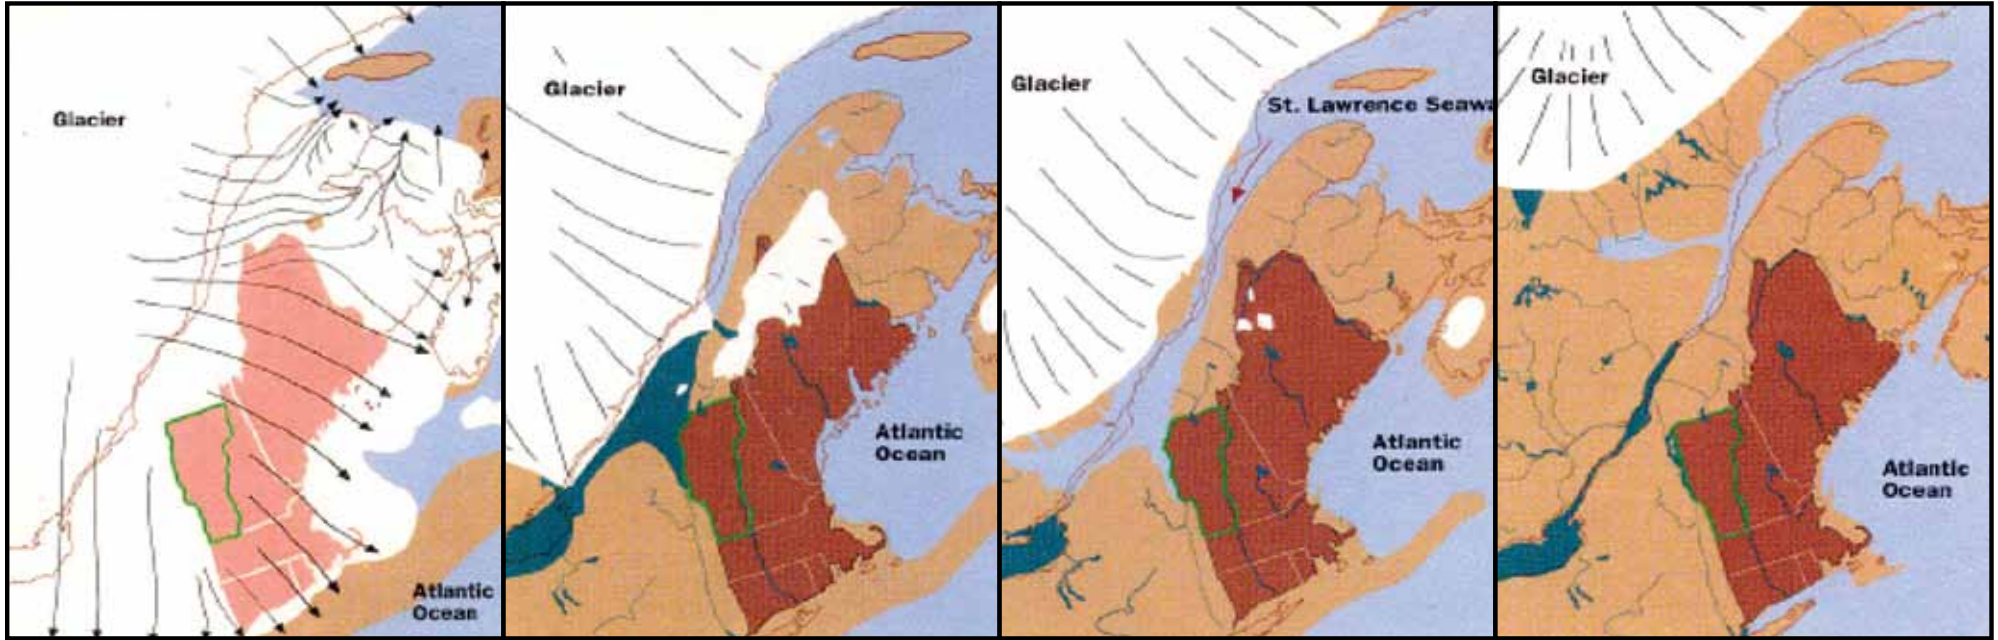 Glacier
Atlantic
Ocean
Glacier
Atlantic
Ocean
Glacier
St. Lawrence Seawa
Atlantic
Ocean
Glacier
Atlantic
Ocean